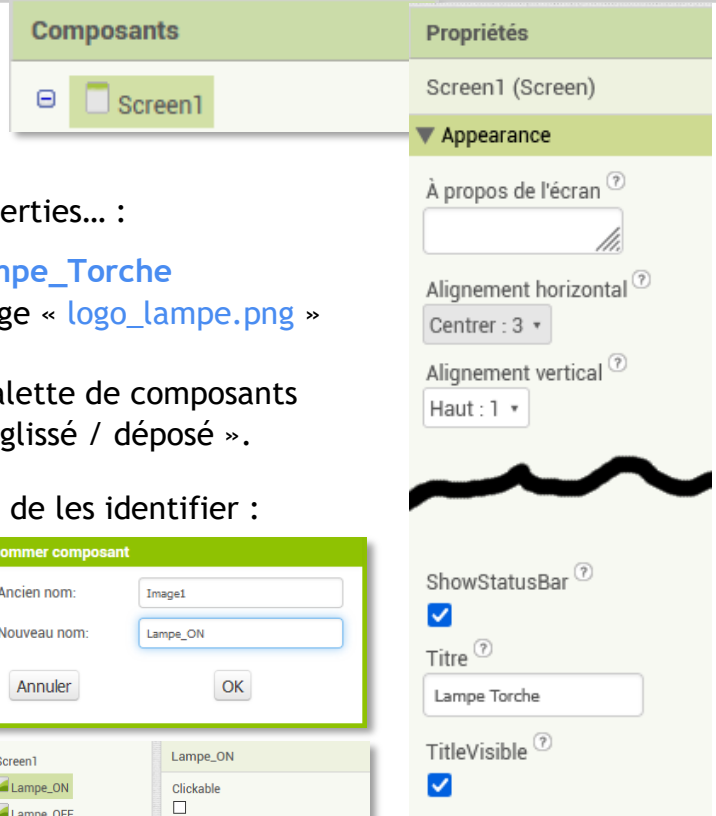 Composants
Screen1
erties… :
mpe_Torche
ge « logo_lampe.png »
alette de composants
glissé / déposé ».
de les identifier :
ommer composant
Ancien nom:
Image1
Nouveau nom:
Lampe_ON
Annuler
OK
Screen1
Lampe_ON
Lampe_OFF
Lampe_ON
Clickable
Propriétés
Screen1 (Screen)
Appearance
À propos de l'écran ?
Alignement horizontal ?
Centrer : 3
Alignement vertical ?
Haut : 1
ShowStatusBar ?
Titre ?
Lampe Torche
TitleVisible ?